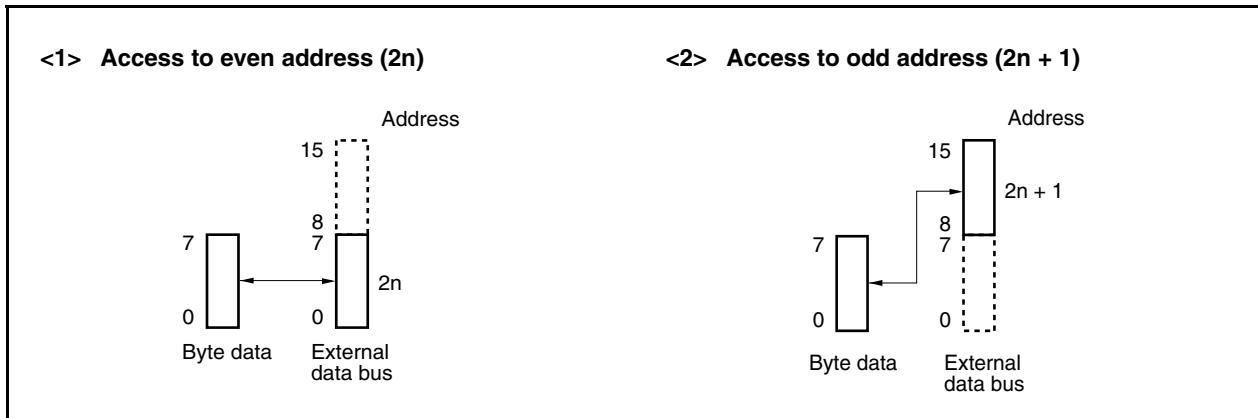 <1> Access to even address (2n)
Address
15
8
7
7
2n
0
0
Byte data
External
data bus
<2> Access to odd address (2n + 1)
Address
15
2n + 1
8
7
7
0
0
Byte data
External
data bus